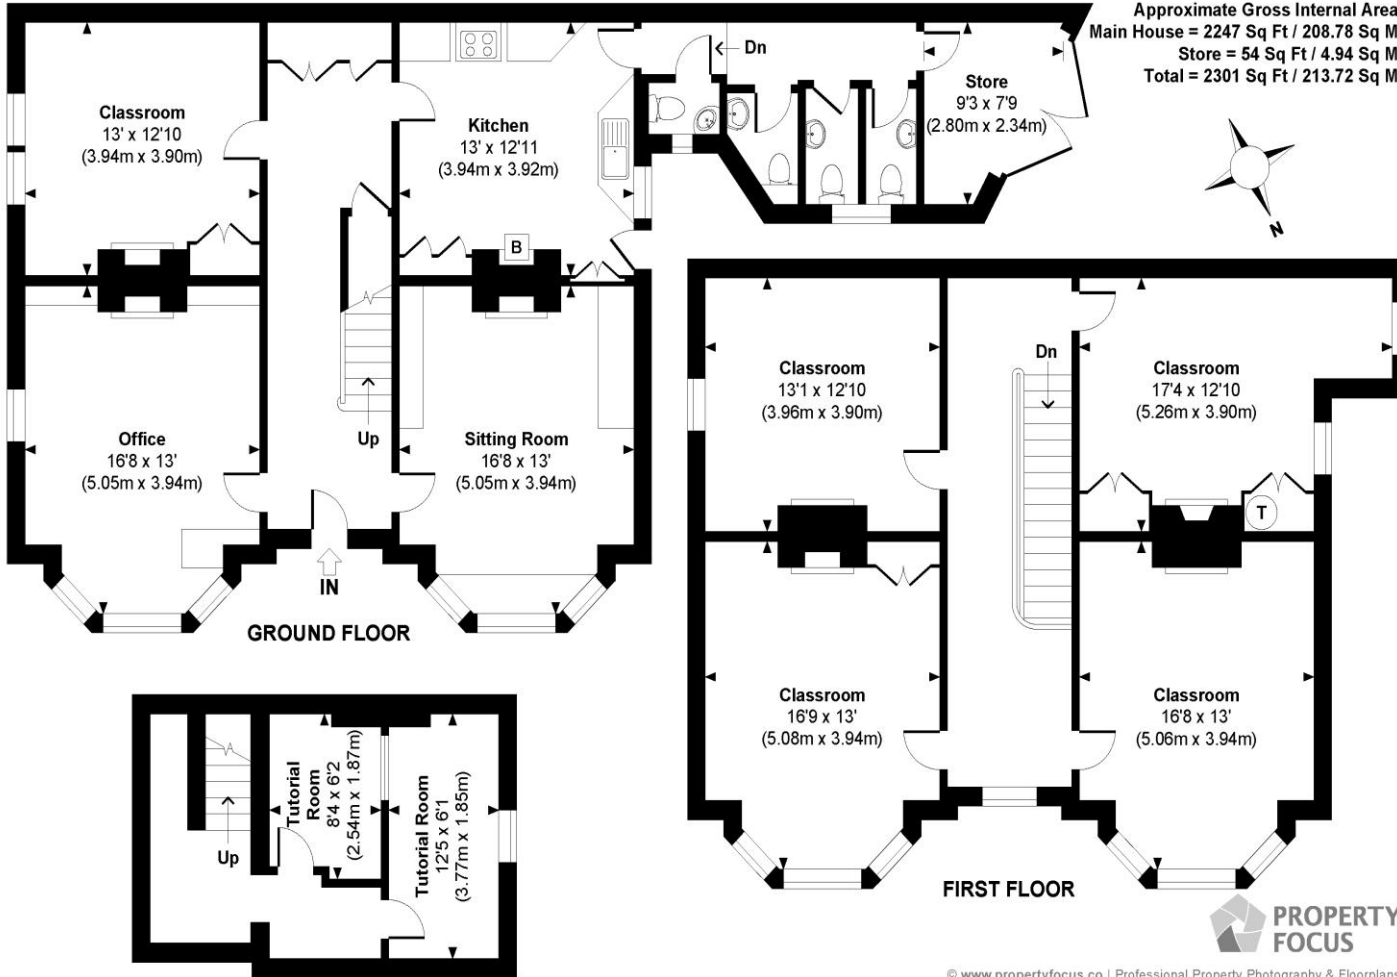 Approximate Gross Internal Area
Main House = 2247 Sq Ft / 208.78 Sq M
Store = 54 Sq Ft / 4.94 Sq M
Total = 2301 Sq Ft / 213.72 Sq M
Classroom
13' x 12'10
(3.94m x 3.90m)
Kitchen
13' x 12'11
(3.94m x 3.92m)
B
Dn
Store
9'3 x 7'9
(2.80m x 2.34m)
N
Office
16'8 x 13'
(5.05m x 3.94m)
Up
Sitting Room
16'8 x 13'
(5.05m x 3.94m)
IN
GROUND FLOOR
Classroom
13'1 x 12'10
(3.96m x 3.90m)
Dn
Classroom
17'4 x 12'10
(5.26m x 3.90m)
T
Classroom
16'9 x 13'
(5.08m x 3.94m)
Classroom
16'8 x 13'
(5.06m x 3.94m)
FIRST FLOOR
Up
Tutorial
Room
8'4 x 6'2
(2.54m x 1.87m)
Tutorial Room
12'5 x 6'1
(3.77m x 1.85m)
PROPERTY
FOCUS
© www.propertyfocus.co | Professional Property Photography & Floorplans